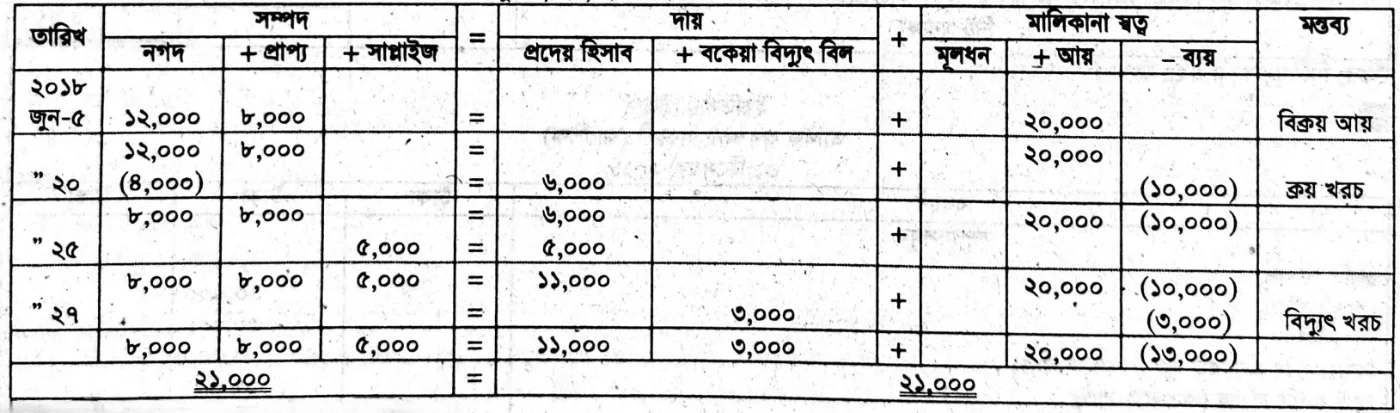 তারিখ সম্পদ = দায় + মালিকানা স্বত্ব মন্তব্য
নগদ + প্রাপ্য + সাপ্লাইজ প্রদেয় হিসাব + বকেয়া বিদ্যুৎ বিল মূলধন + আয় – ব্যয়
২০১৮
জুন-৫ ১২,০০০ ৮,০০০ = + ২০,০০০ বিক্রয় আয়
১২,০০০ ৮,০০০ = ২০,০০০
” ২০ (৪,০০০) = ৬,০০০ + (১০,০০০) ক্রয় খরচ
৮,০০০ ৮,০০০ = ৬,০০০ ২০,০০০ (১০,০০০)
” ২৫ ৫,০০০ = ৫,০০০ +
৮,০০০ ৮,০০০ ৫,০০০ = ১১,০০০ ২০,০০০ (১০,০০০)
” ২৭ = ৩,০০০ + (৩,০০০) বিদ্যুৎ খরচ
৮,০০০ ৮,০০০ ৫,০০০ = ১১,০০০ ৩,০০০ + ২০,০০০ (১৩,০০০)
২১,০০০ = ২১,০০০